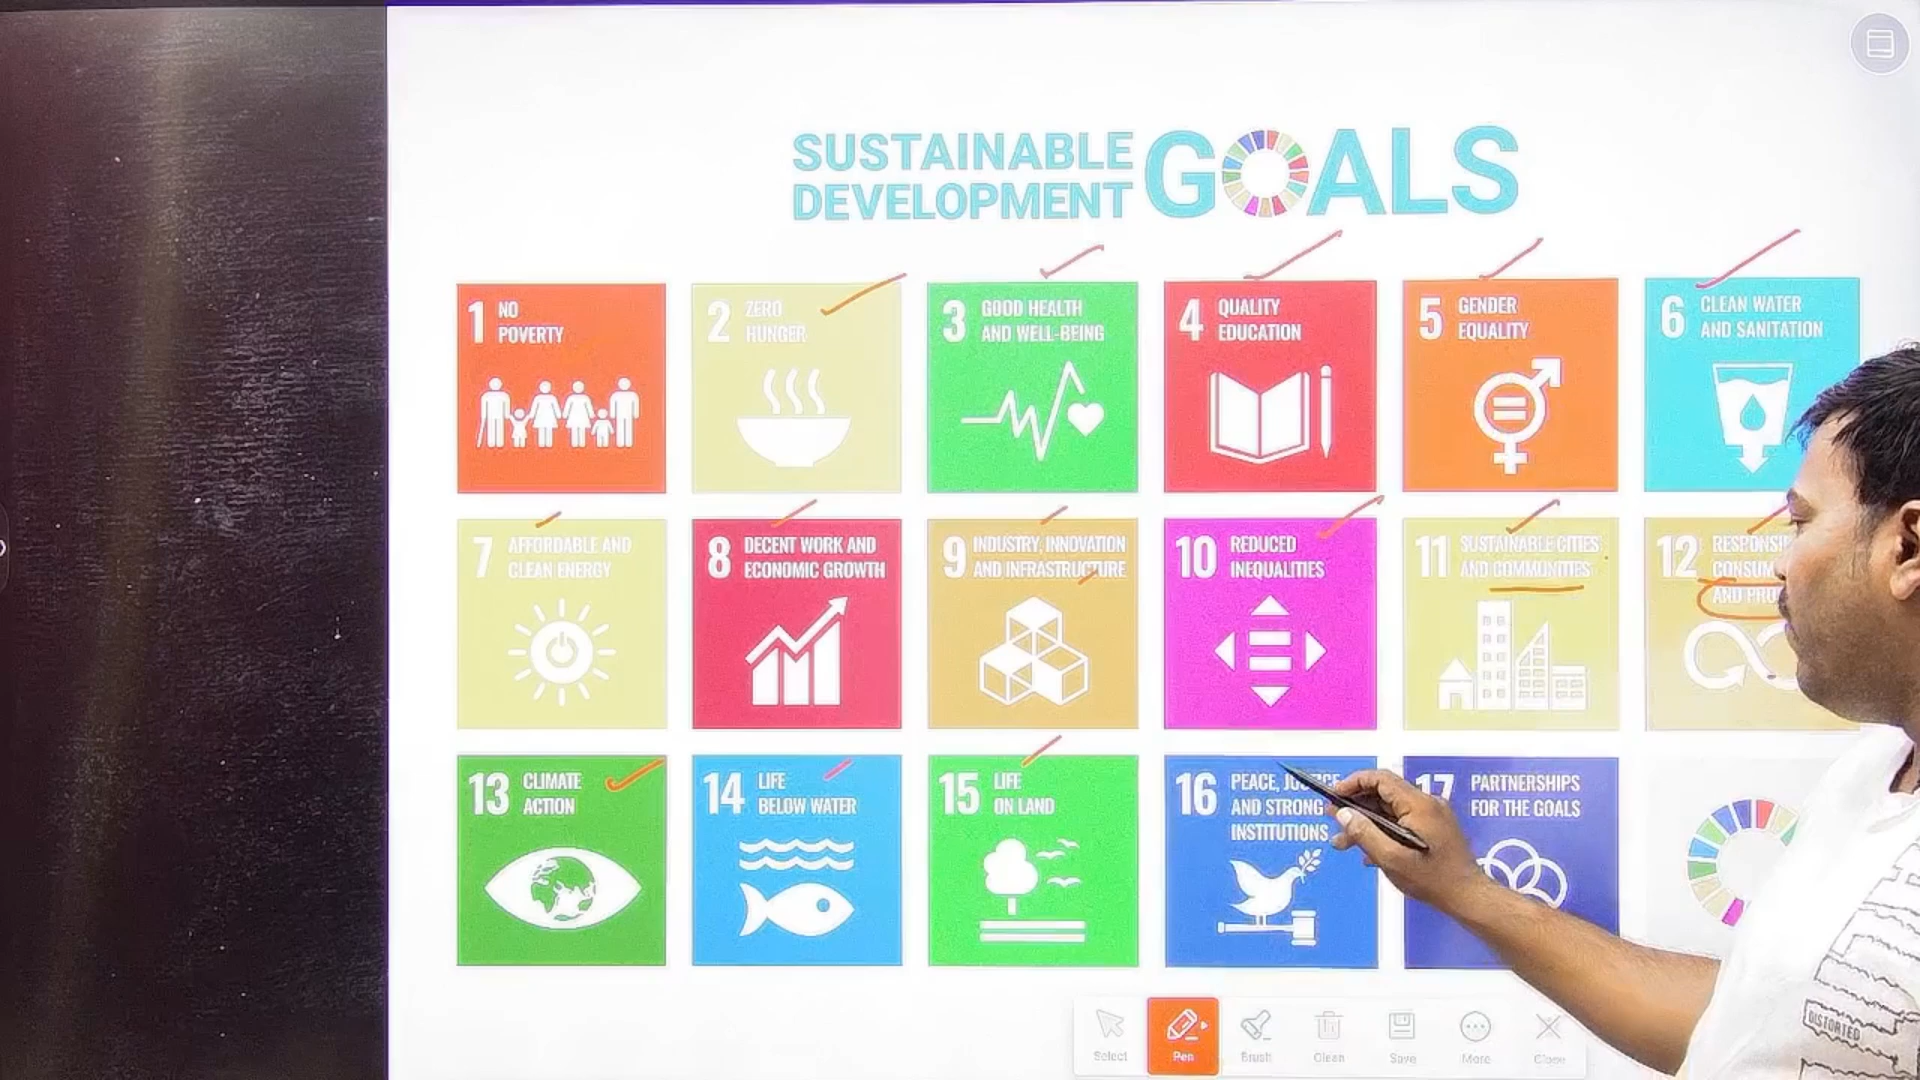 SUSTAINABLE
DEVELOPMENT
GOALS
1 NO
POVERTY
2 ZERO
HUNGER
3 GOOD HEALTH
AND WELL-BEING
4 QUALITY
EDUCATION
5 GENDER
EQUALITY
6 CLEAN WATER
AND SANITATION
7 AFFORDABLE AND
CLEAN ENERGY
8 DECENT WORK AND
ECONOMIC GROWTH
9 INDUSTRY, INNOVATION
AND INFRASTRUCTURE
10 REDUCED
INEQUALITIES
11 SUSTAINABLE CITIES
AND COMMUNITIES
12
AND
13 CLIMATE
ACTION
14 LIFE
BELOW WATER
15 LIFE
ON LAND
16 PEACE,
AND STRONG
INSTITUTIONS
17 PARTNERSHIPS
FOR THE GOALS
Select
Pen
Brush
Clean
Save
More
Close
DISTORTED